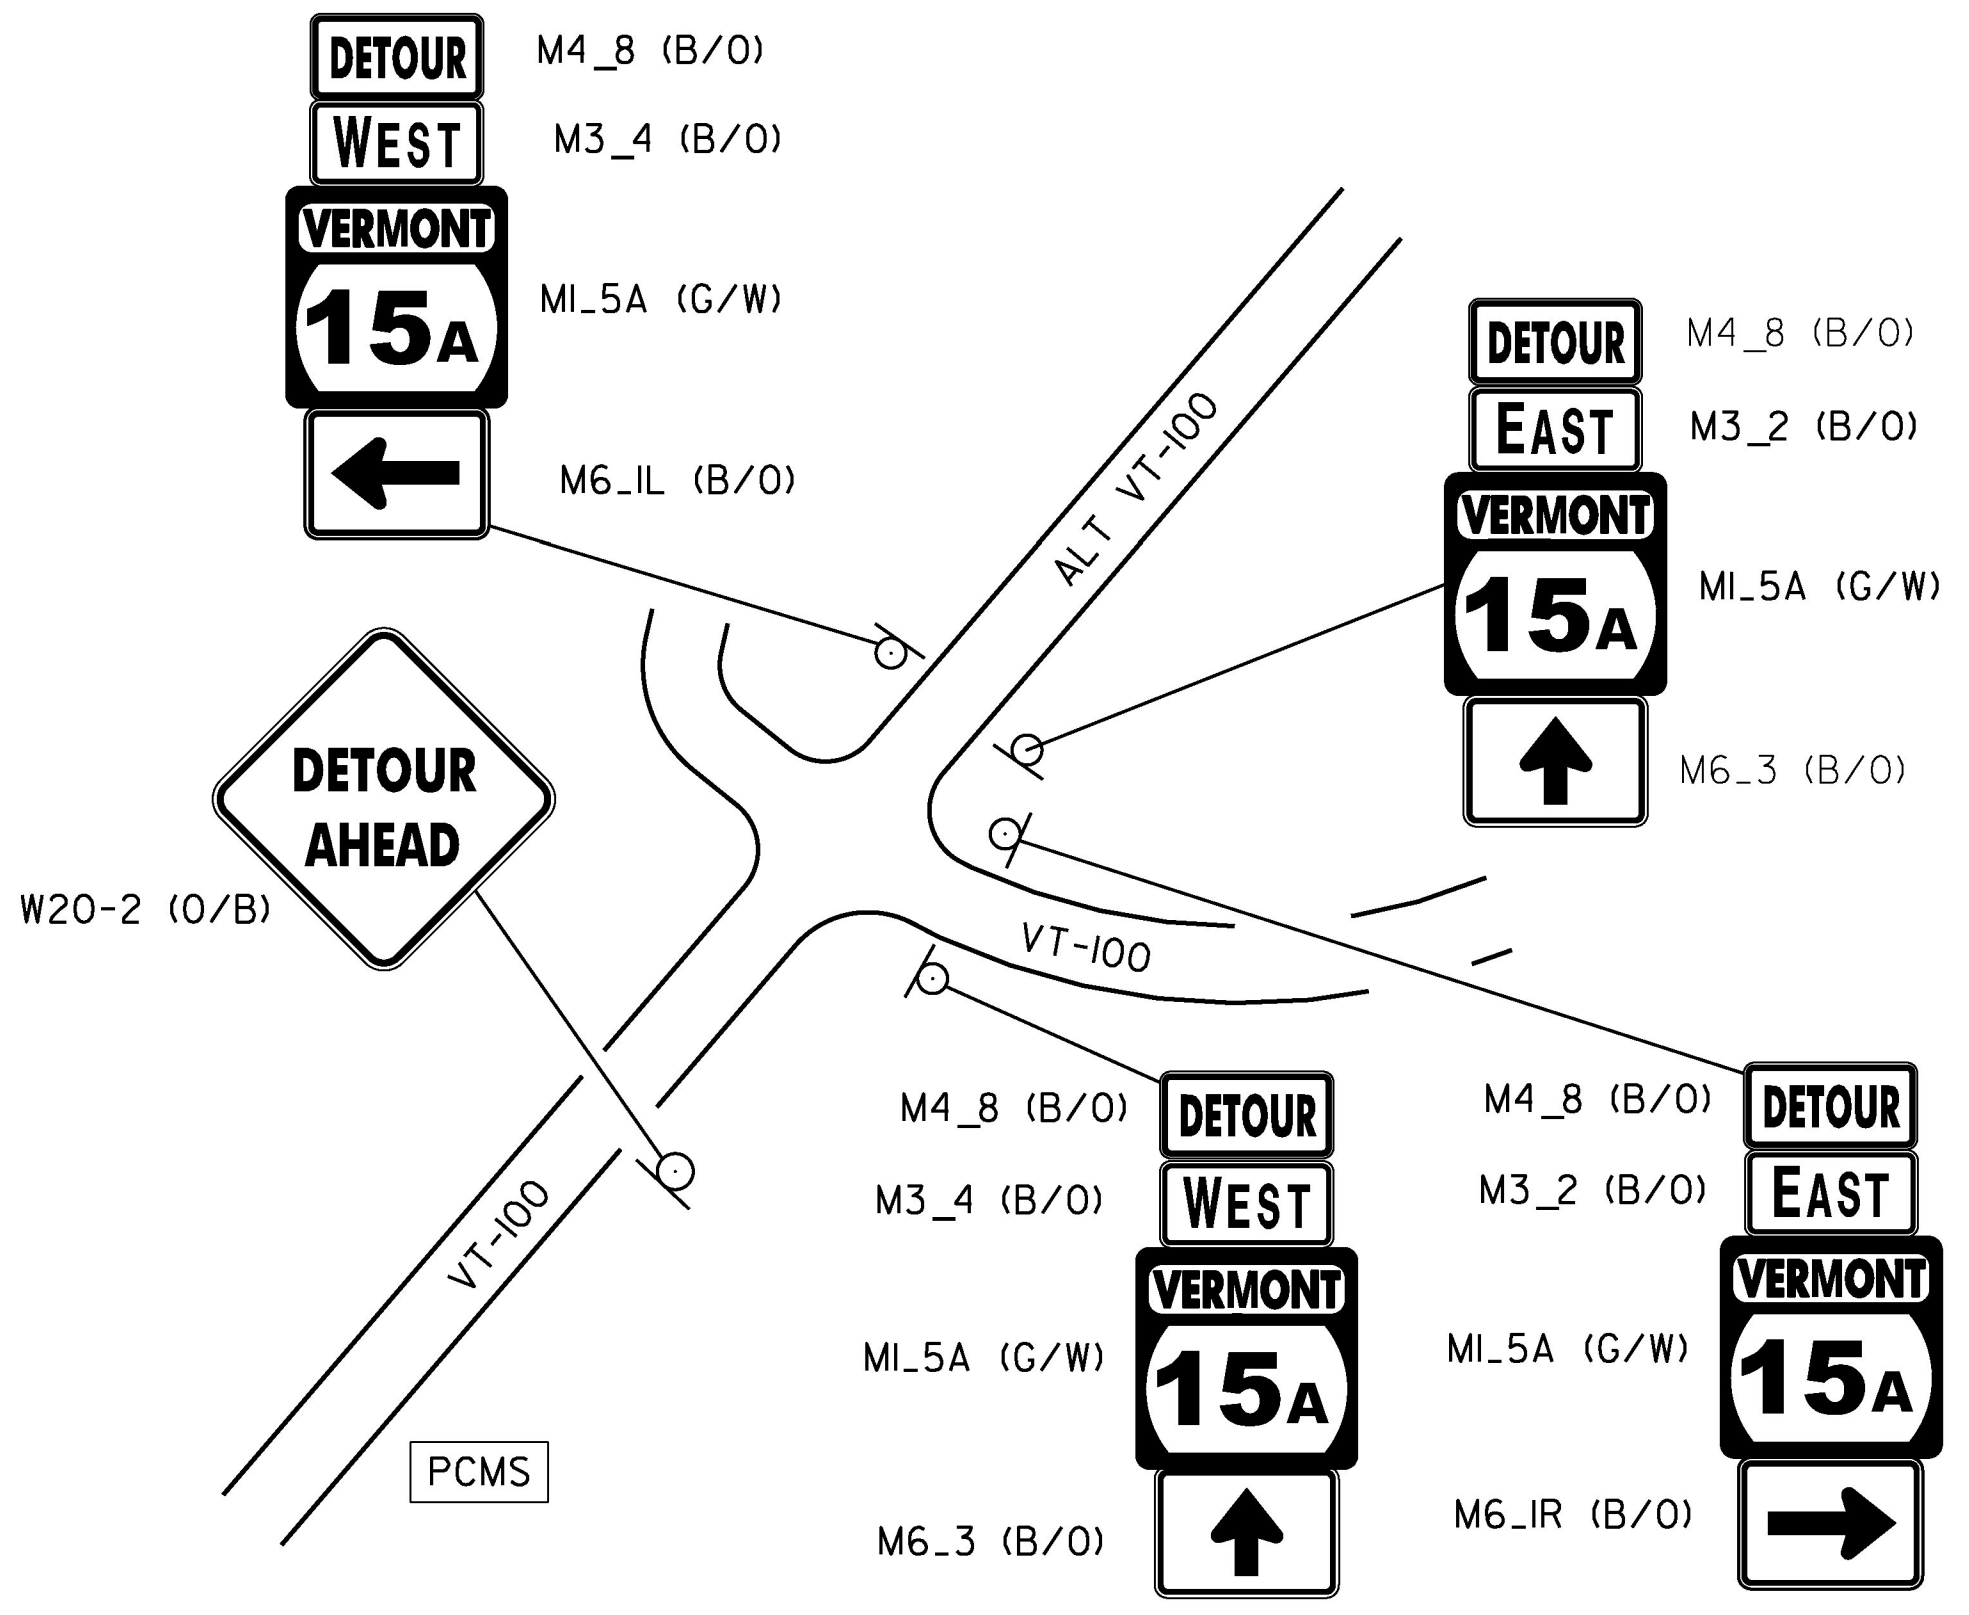 DETOUR
M4_8 (B/O)
WEST
M3_4 (B/O)
VERMONT
15A
MI_5A (G/W)
M6_IL (B/O)
ALT VT-100
DETOUR
M4_8 (B/O)
EAST
M3_2 (B/O)
VERMONT
15A
MI_5A (G/W)
M6_3 (B/O)
DETOUR
AHEAD
W20-2 (O/B)
VT-100
VT-100
PCMS
M4_8 (B/O)
DETOUR
M3_4 (B/O)
WEST
VERMONT
MI_5A (G/W)
15A
M6_3 (B/O)
M4_8 (B/O)
DETOUR
M3_2 (B/O)
EAST
VERMONT
MI_5A (G/W)
15A
M6_IR (B/O)